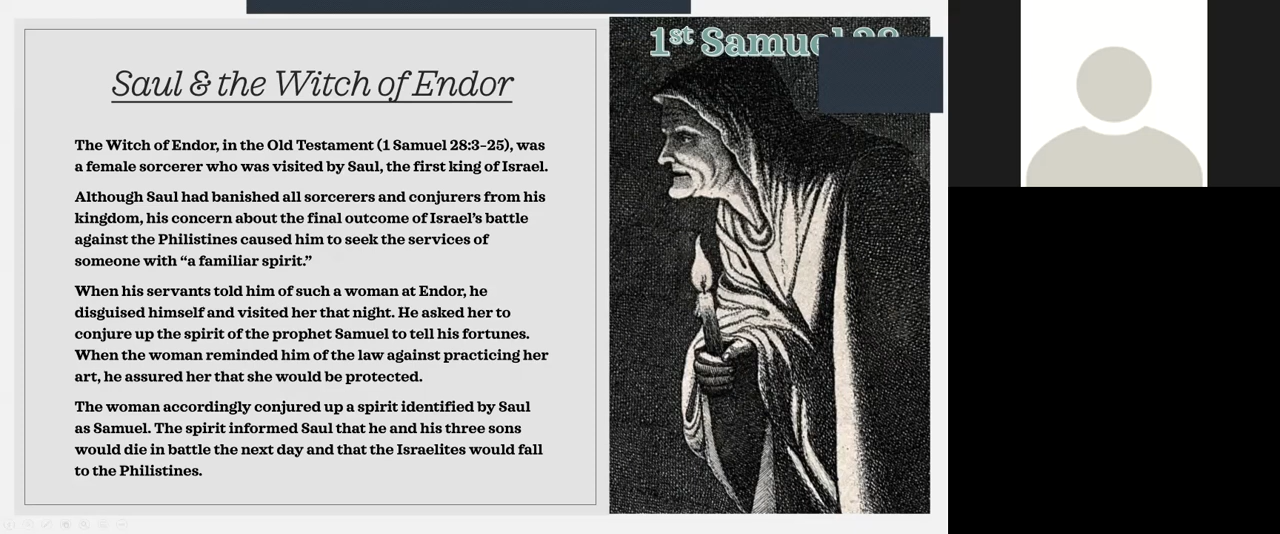 1st Samuel 28
Saul & the Witch of Endor
The Witch of Endor, in the Old Testament (1 Samuel 28:3–25), was
a female sorcerer who was visited by Saul, the first king of Israel.
Although Saul had banished all sorcerers and conjurers from his
kingdom, his concern about the final outcome of Israel’s battle
against the Philistines caused him to seek the services of
someone with “a familiar spirit.”
When his servants told him of such a woman at Endor, he
disguised himself and visited her that night. He asked her to
conjure up the spirit of the prophet Samuel to tell his fortunes.
When the woman reminded him of the law against practicing her
art, he assured her that she would be protected.
The woman accordingly conjured up a spirit identified by Saul
as Samuel. The spirit informed Saul that he and his three sons
would die in battle the next day and that the Israelites would fall
to the Philistines.